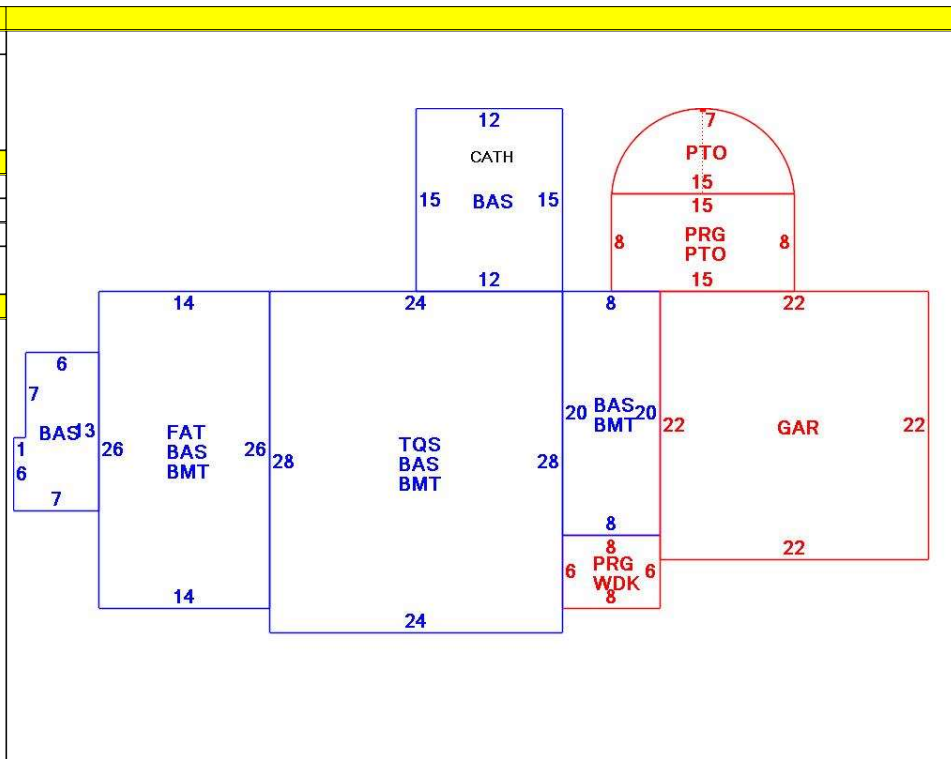 12
CATH
15 BAS 15
12
7
PTO
15
15
8 PRG 8
PTO
15
14
24
8
22
6
7
BAS 13
1
6
7
26 FAT 26
BAS
BMT
14
28 TQS 28
BAS
BMT
24
20 BAS 20
BMT
8
8
6 PRG 6
WDK
8
22 GAR 22
22